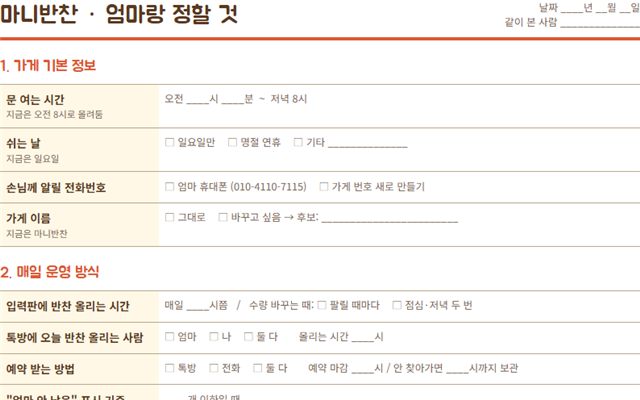 마니반찬 · 엄마랑 정할 것
날짜 ____년 __월 __일
같이 본 사람 ______________
1. 가게 기본 정보
문 여는 시간
지금은 오전 8시로 올려둠
오전 ____시 ____분 ~ 저녁 8시
쉬는 날
지금은 일요일
☐ 일요일만 ☐ 명절 연휴 ☐ 기타 ______________
손님께 알릴 전화번호
☐ 엄마 휴대폰 (010-4110-7115) ☐ 가게 번호 새로 만들기
가게 이름
지금은 마니반찬
☐ 그대로 ☐ 바꾸고 싶음 → 후보: ________________________
2. 매일 운영 방식
입력판에 반찬 올리는 시간
매일 ____시쯤 / 수량 바꾸는 때: ☐ 팔릴 때마다 ☐ 점심·저녁 두 번
톡방에 오늘 반찬 올리는 사람
☐ 엄마 ☐ 나 ☐ 둘 다 올리는 시간 ____시
예약 받는 방법
☐ 톡방 ☐ 전화 ☐ 둘 다 예약 마감 ____시 / 안 찾아가면 ____시까지 보관